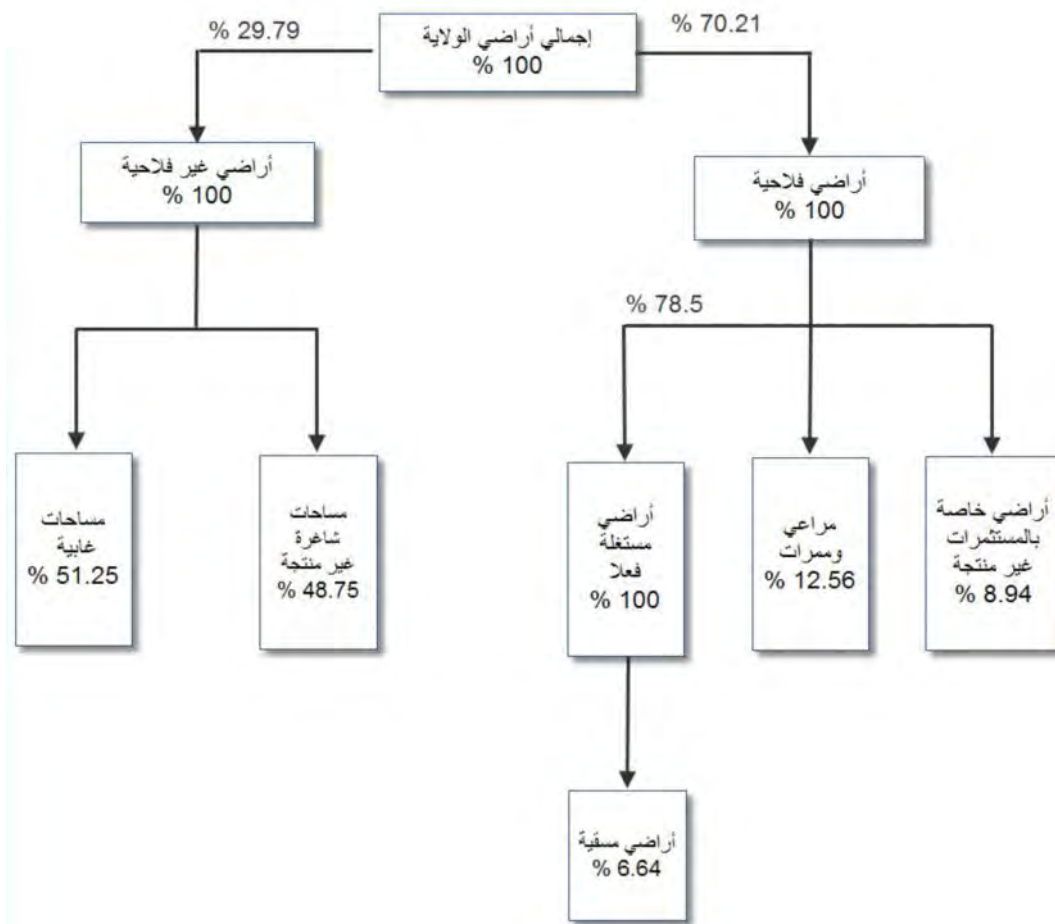 إجمالي أراضي الولاية
% 100
% 70.21
% 29.79
أراضي فلاحية
% 100
أراضي غير فلاحية
% 100
% 78.5
أراضي خاصة
بالمستثمرات
غير منتجة
% 8.94
مراعي
وممرات
% 12.56
أراضي
مستغلة
فعلا
% 100
مساحات
شاغرة
غير منتجة
% 48.75
مساحات
غابية
% 51.25
أراضي مسقية
% 6.64